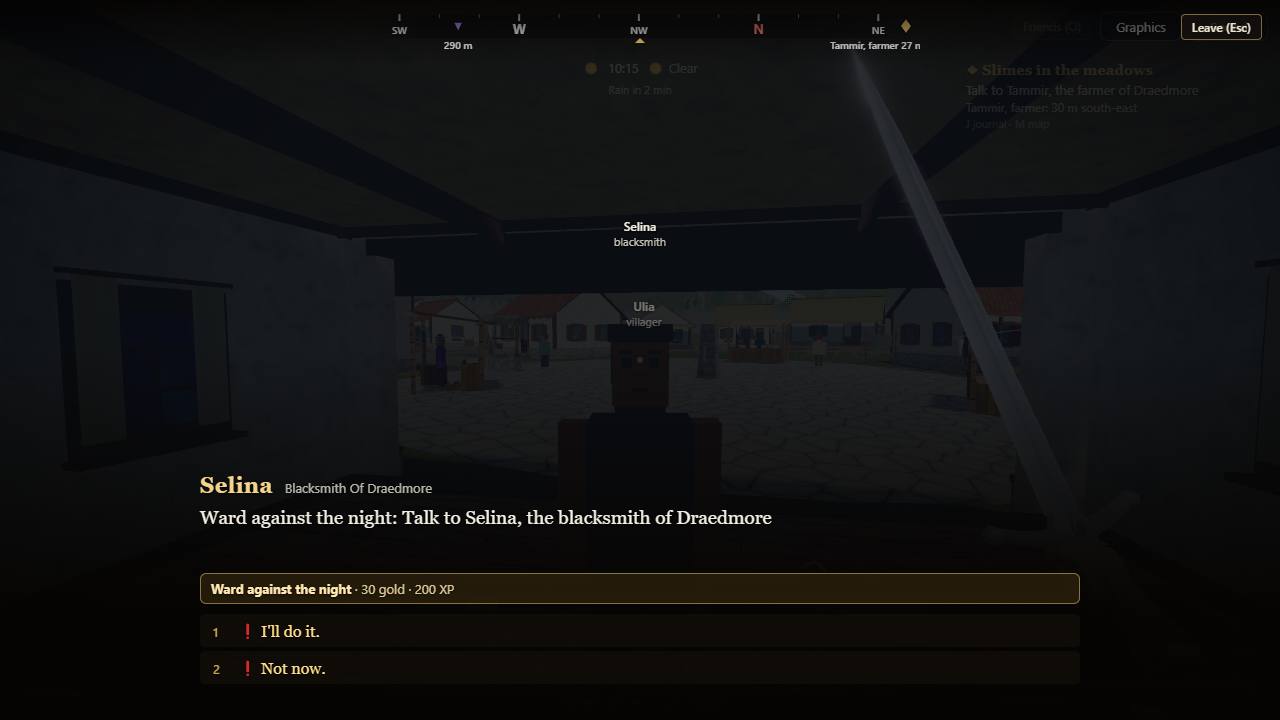 SW W NW N NE
290 m
Tammir, farmer 27 m
Friends (O)
Graphics
Leave (Esc)
10:15 Clear
Rain in 2 min
Slimes in the meadows
Talk to Tammir, the farmer of Draedmore
Tammir, farmer: 30 m south-east
J journal · M map
Selina
blacksmith
Ulia
villager
Selina Blacksmith Of Draedmore
Ward against the night: Talk to Selina, the blacksmith of Draedmore
Ward against the night · 30 gold · 200 XP
1 ❗ I'll do it.
2 ❗ Not now.